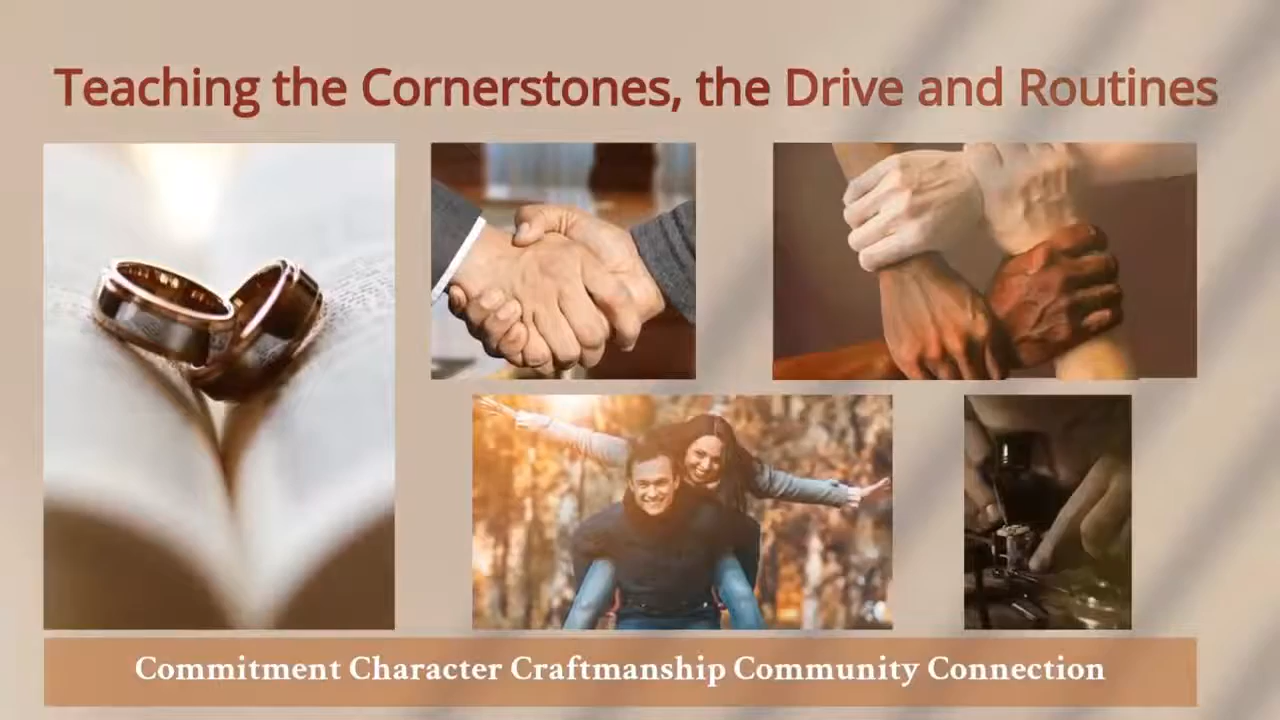 Teaching the Cornerstones, the Drive and Routines
Commitment Character Craftmanship Community Connection